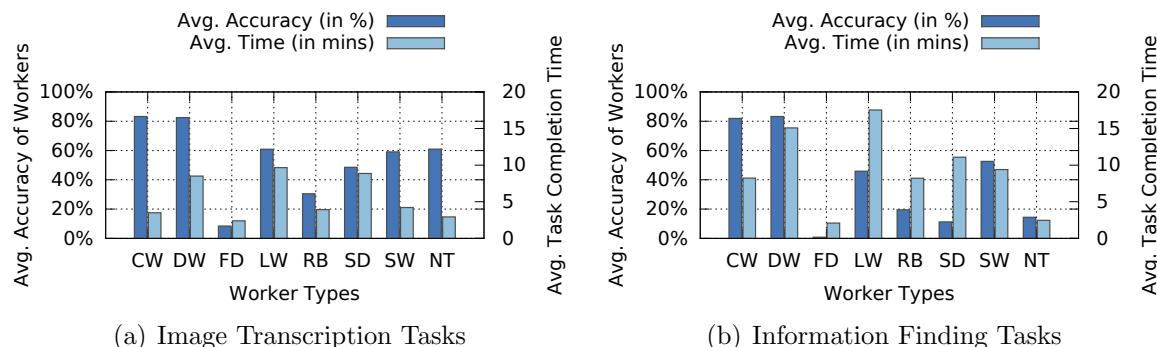 Avg. Accuracy (in %)
Avg. Time (in mins)
Avg. Accuracy of Workers
100%
80%
60%
40%
20%
0%
20
15
10
5
0
Avg. Task Completion Time
CW DW FD LW RB SD SW NT
Worker Types
(a) Image Transcription Tasks
Avg. Accuracy (in %)
Avg. Time (in mins)
Avg. Accuracy of Workers
100%
80%
60%
40%
20%
0%
20
15
10
5
0
Avg. Task Completion Time
CW DW FD LW RB SD SW NT
Worker Types
(b) Information Finding Tasks